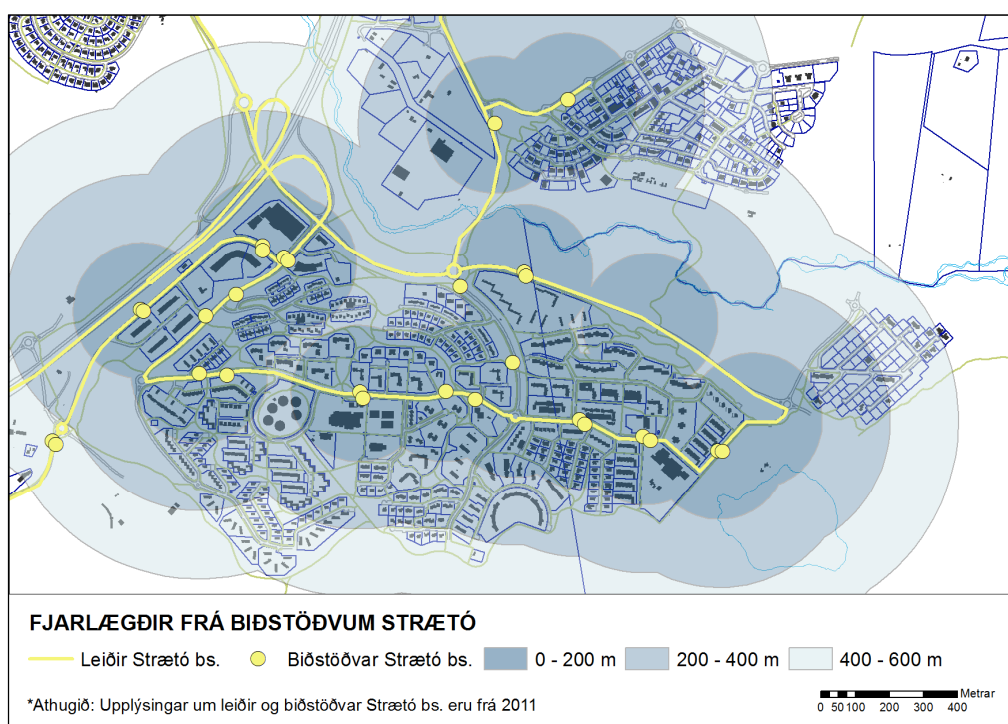 FJARLÆGÐIR FRÁ BIÐSTÖÐVUM STRÆTÓ
Leiðir Strætó bs. Biðstöðvar Strætó bs. 0 - 200 m 200 - 400 m 400 - 600 m
*Athugið: Upplýsingar um leiðir og biðstöðvar Strætó bs. eru frá 2011
Metrar
0 50 100 200 300 400